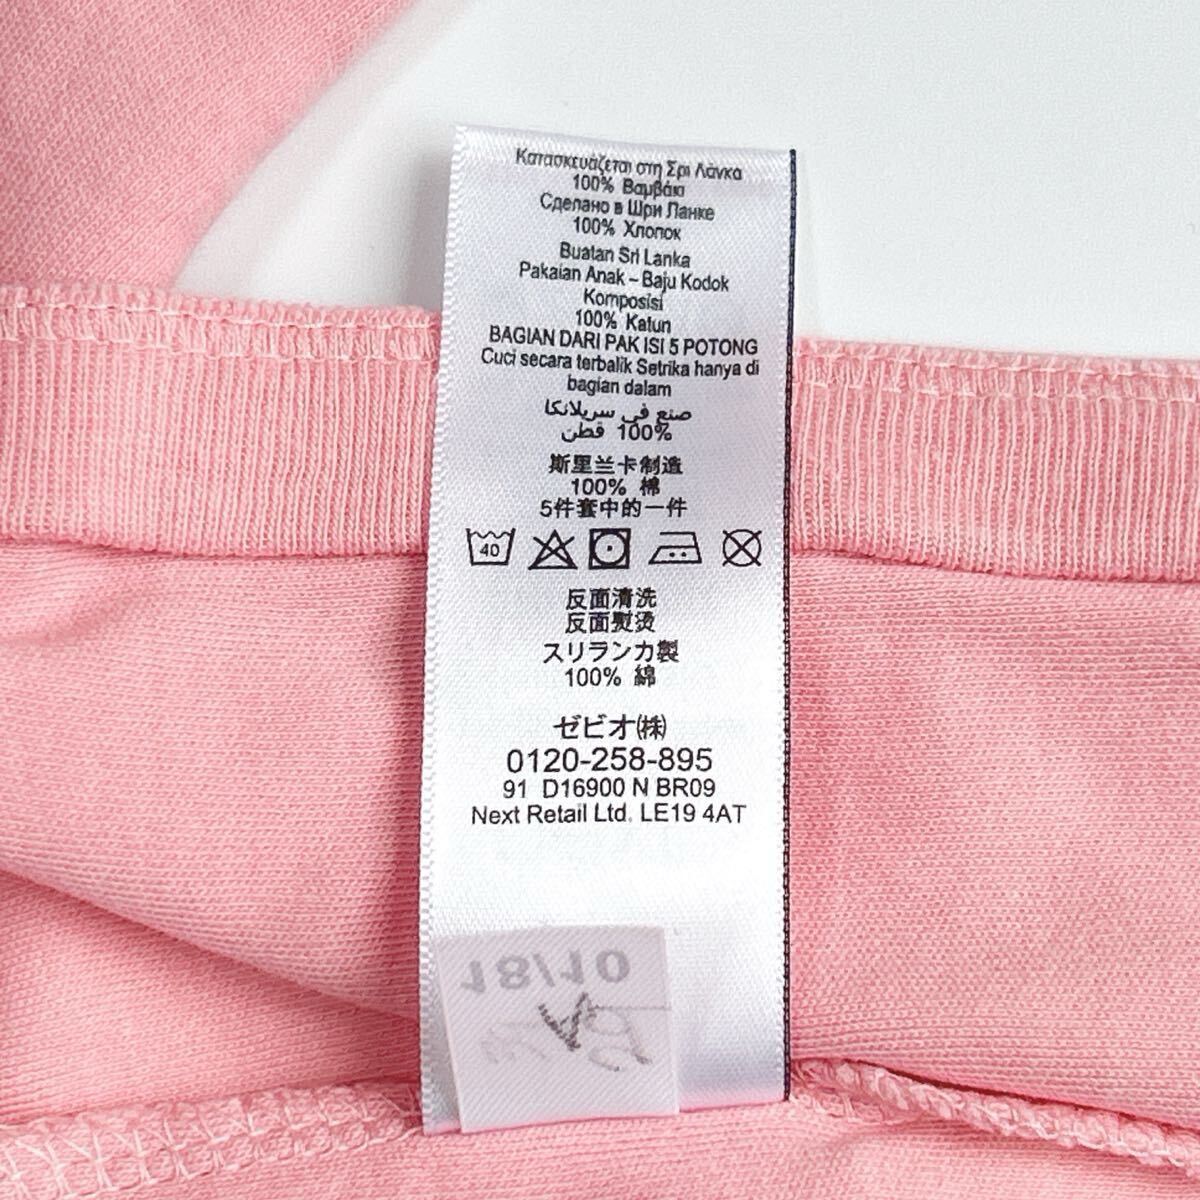 Κατασκευάζεται στη Σρι Λάνκα
100% Βαμβάκι
Сделано в Шри Ланке
100% Хлопок
Buatan Sri Lanka
Pakaian Anak – Baju Kodok
Komposisi
100% Katun
BAGIAN DARI PAK ISI 5 POTONG
Cuci secara terbalik Setrika hanya di
bagian dalam
صنع في سريلانكا
100% قطن
斯里兰卡制造
100% 棉
5件套中的一件
40
反面清洗
反面熨烫
スリランカ製
100% 綿
ゼビオ(株)
0120-258-895
91 D16900 N BR09
Next Retail Ltd. LE19 4AT
18/10